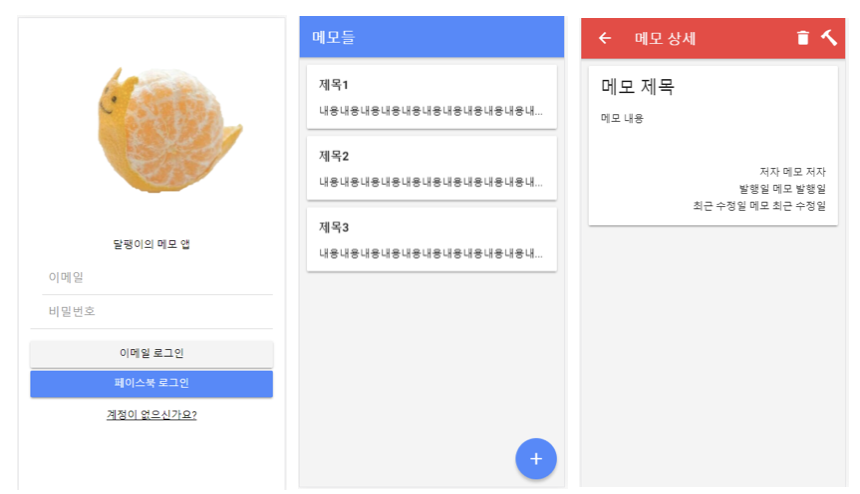 달팽이의 메모 앱
이메일
비밀번호
이메일 로그인
페이스북 로그인
계정이 없으신가요?
메모들
제목1
내용내용내용내용내용내용내용내용내용내용내...
제목2
내용내용내용내용내용내용내용내용내용내용내...
제목3
내용내용내용내용내용내용내용내용내용내용내...
+
메모 상세
메모 제목
메모 내용
저자 메모 저자
발행일 메모 발행일
최근 수정일 메모 최근 수정일